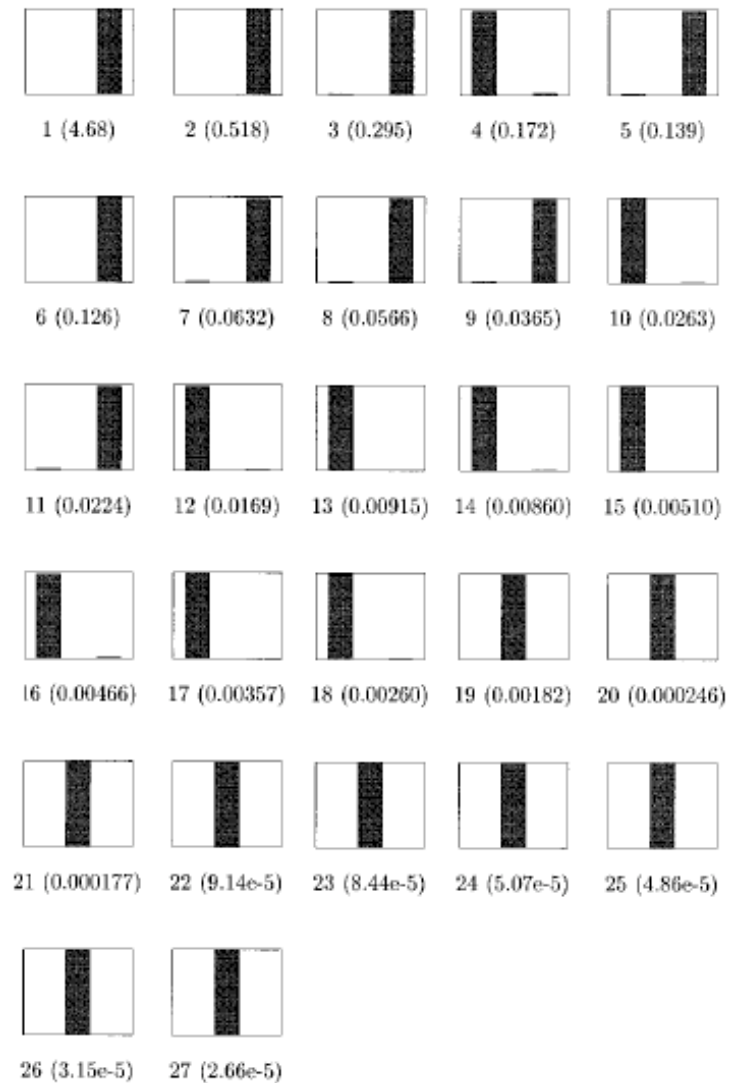 1 (4.68) 2 (0.518) 3 (0.295) 4 (0.172) 5 (0.139)
6 (0.126) 7 (0.0632) 8 (0.0566) 9 (0.0365) 10 (0.0263)
11 (0.0224) 12 (0.0169) 13 (0.00915) 14 (0.00860) 15 (0.00510)
16 (0.00466) 17 (0.00357) 18 (0.00260) 19 (0.00182) 20 (0.000246)
21 (0.000177) 22 (9.14e-5) 23 (8.44e-5) 24 (5.07e-5) 25 (4.86e-5)
26 (3.15e-5) 27 (2.66e-5)